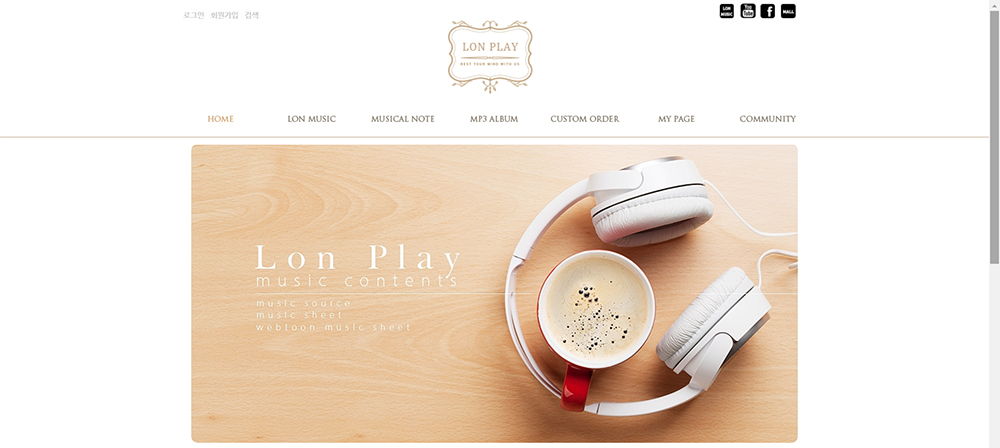 로그인 회원가입 검색
LON MUSIC
You Tube
f
MALL
LON PLAY
REST YOUR MIND WITH US
HOME LON MUSIC MUSICAL NOTE MP3 ALBUM CUSTOM ORDER MY PAGE COMMUNITY
Lon Play
music contents
music source
music sheet
webtoon music sheet